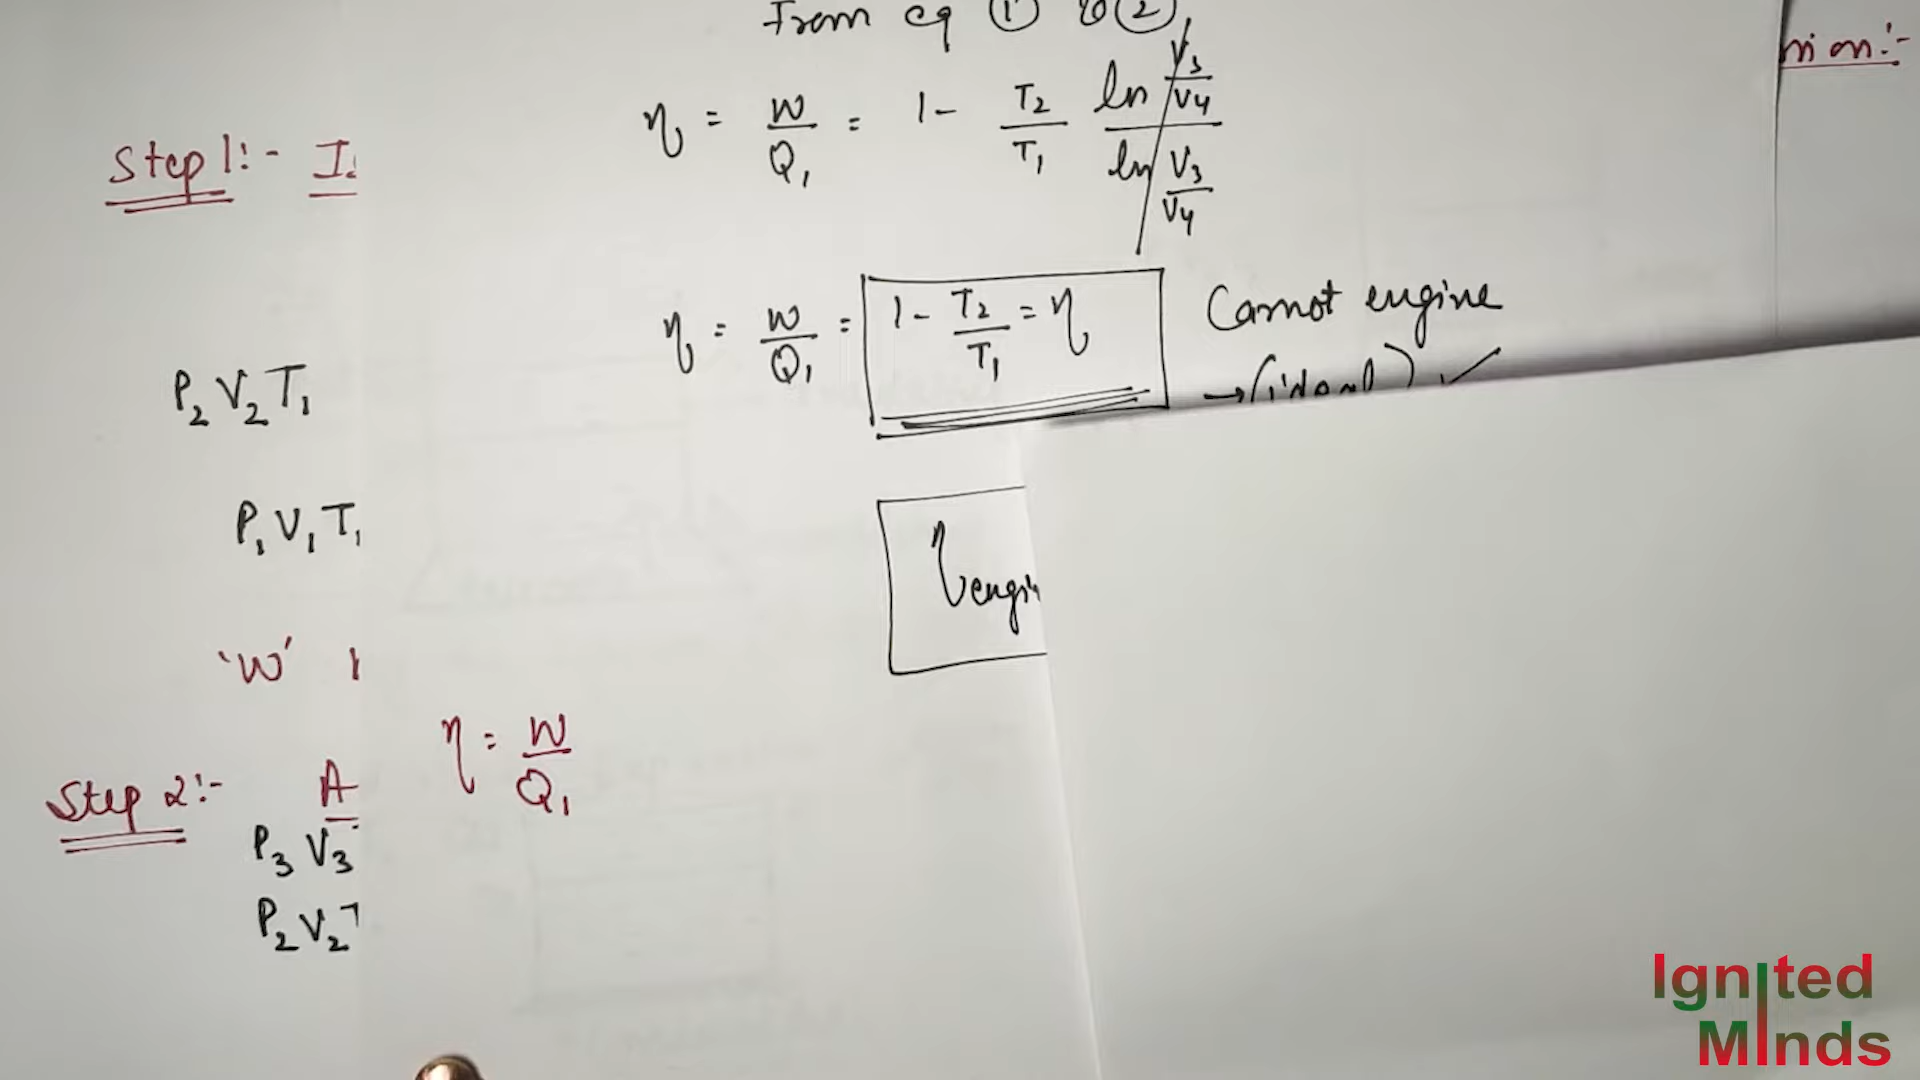 From eq ① & ②,
η = W/Q₁ = 1 - T₂/T₁ ln V₃/V₄ / ln V₃/V₄
η = W/Q₁ = 1 - T₂/T₁ = η Carnot engine
→ (ideal) ✓
η
Step 1:-
P₂ V₂ T₁
P₁ V₁ T₁
'W'
η = W/Q₁
Step 2:- A
P₃ V₃
P₂ V₂ T
Ignited
Minds